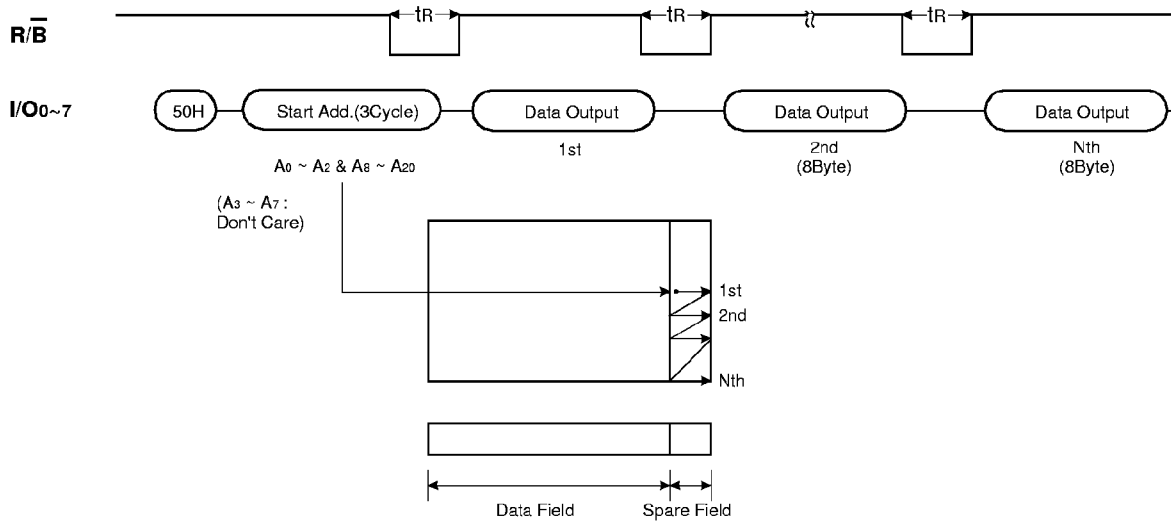 tR tR tR
R/B
I/O0~7 50H Start Add.(3Cycle) Data Output Data Output Data Output
1st 2nd Nth
(8Byte) (8Byte)
A0 ~ A2 & A8 ~ A20
(A3 ~ A7 :
Don't Care)
1st
2nd
Nth
Data Field Spare Field